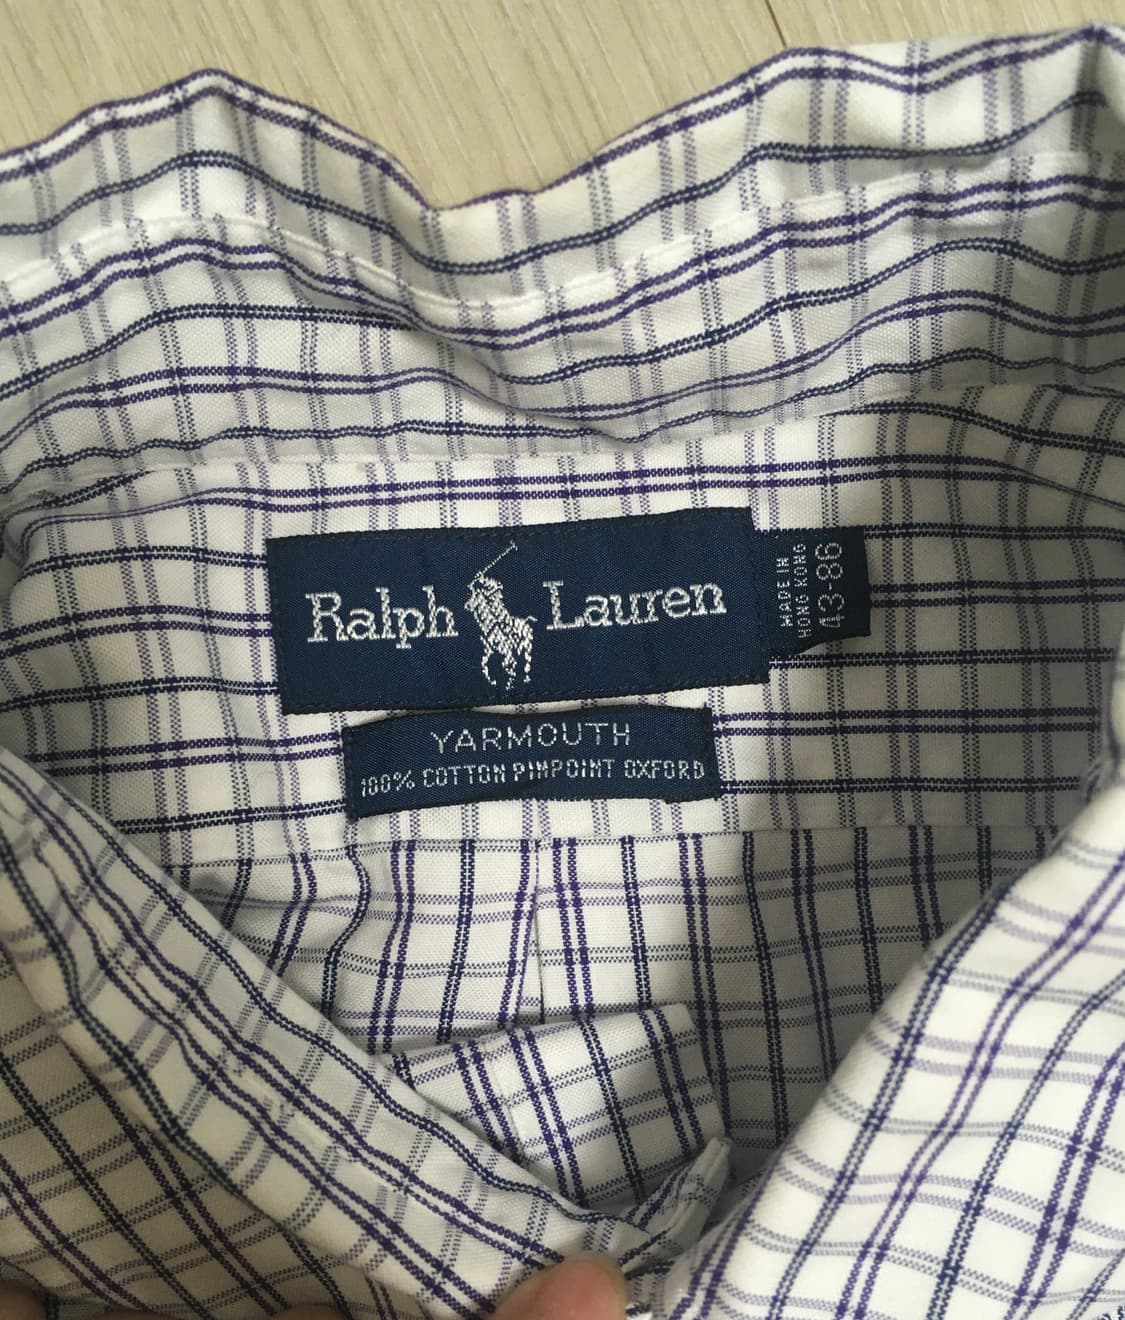 Ralph Lauren
MADE IN
HONG KONG
43-86
YARMOUTH
100% COTTON PINPOINT OXFORD